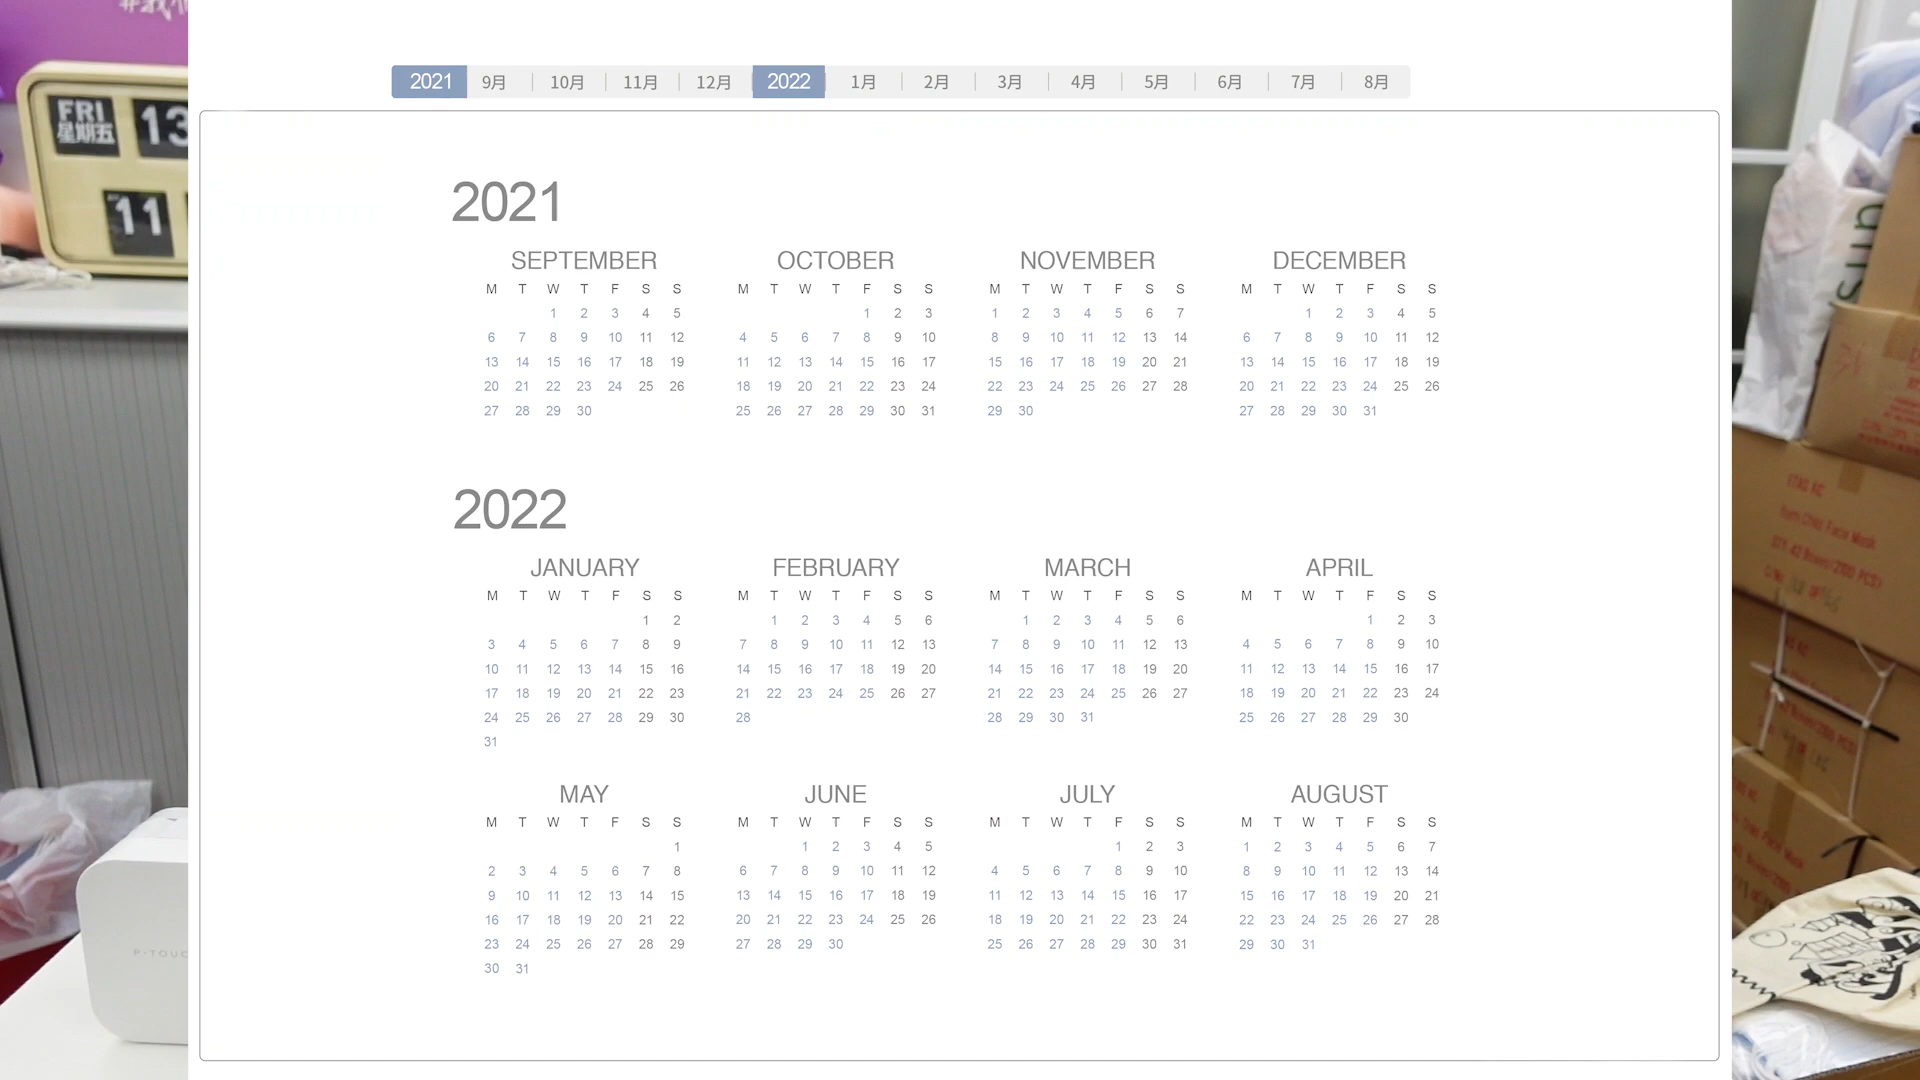 2021 9月 10月 11月 12月 2022 1月 2月 3月 4月 5月 6月 7月 8月
2021
SEPTEMBER OCTOBER NOVEMBER DECEMBER
M T W T F S S M T W T F S S M T W T F S S M T W T F S S
1 2 3 4 5 1 2 3 1 2 3 4 5 6 7 1 2 3 4 5
6 7 8 9 10 11 12 4 5 6 7 8 9 10 8 9 10 11 12 13 14 6 7 8 9 10 11 12
13 14 15 16 17 18 19 11 12 13 14 15 16 17 15 16 17 18 19 20 21 13 14 15 16 17 18 19
20 21 22 23 24 25 26 18 19 20 21 22 23 24 22 23 24 25 26 27 28 20 21 22 23 24 25 26
27 28 29 30 25 26 27 28 29 30 31 29 30 27 28 29 30 31
2022
JANUARY FEBRUARY MARCH APRIL
M T W T F S S M T W T F S S M T W T F S S M T W T F S S
1 2 1 2 3 4 5 6 1 2 3 4 5 6 1 2 3
3 4 5 6 7 8 9 7 8 9 10 11 12 13 7 8 9 10 11 12 13 4 5 6 7 8 9 10
10 11 12 13 14 15 16 14 15 16 17 18 19 20 14 15 16 17 18 19 20 11 12 13 14 15 16 17
17 18 19 20 21 22 23 21 22 23 24 25 26 27 21 22 23 24 25 26 27 18 19 20 21 22 23 24
24 25 26 27 28 29 30 28 28 29 30 31 25 26 27 28 29 30
31
MAY JUNE JULY AUGUST
M T W T F S S M T W T F S S M T W T F S S M T W T F S S
1 1 2 3 4 5 1 2 3 1 2 3 4 5 6 7
2 3 4 5 6 7 8 6 7 8 9 10 11 12 4 5 6 7 8 9 10 8 9 10 11 12 13 14
9 10 11 12 13 14 15 13 14 15 16 17 18 19 11 12 13 14 15 16 17 15 16 17 18 19 20 21
16 17 18 19 20 21 22 20 21 22 23 24 25 26 18 19 20 21 22 23 24 22 23 24 25 26 27 28
23 24 25 26 27 28 29 27 28 29 30 25 26 27 28 29 30 31 29 30 31
30 31
FRI 13
星期五
11
P-TOUC